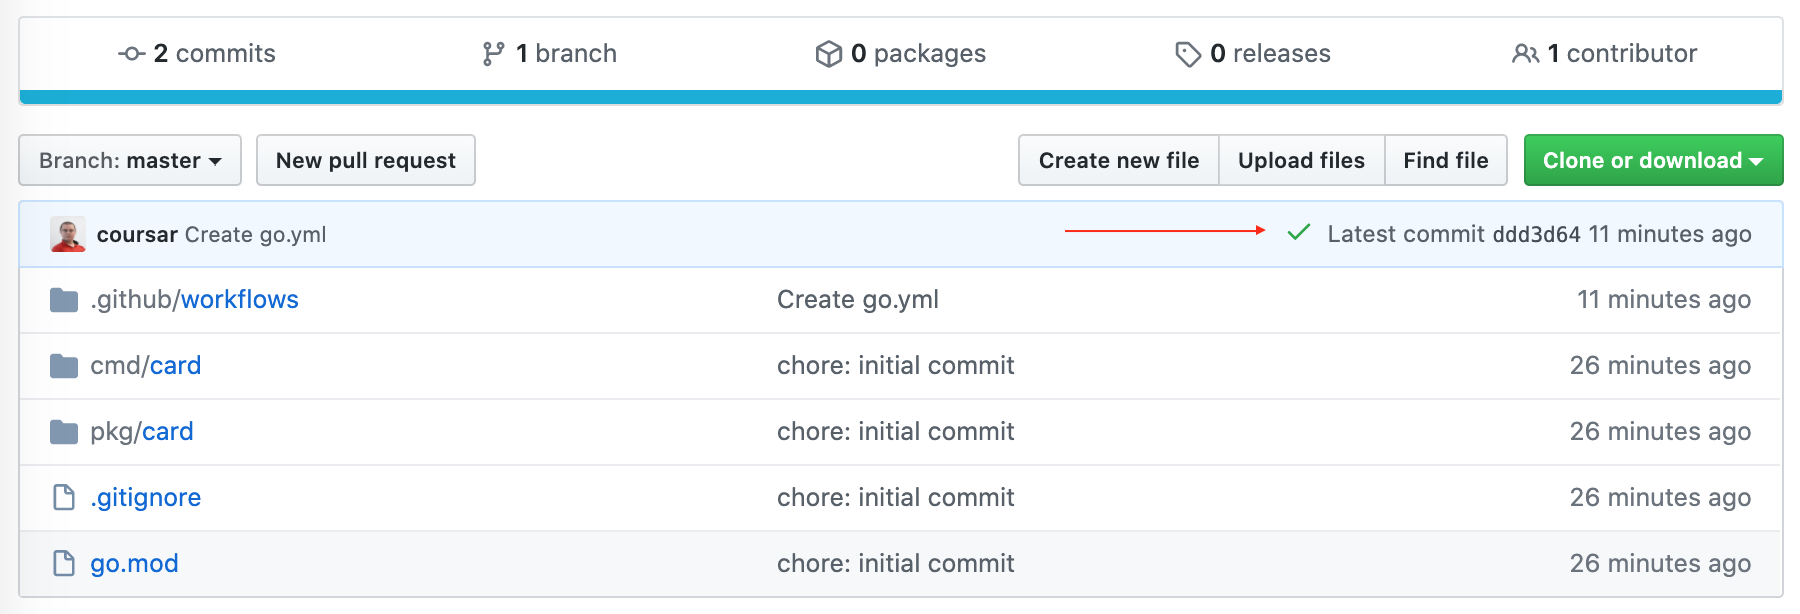 2 commits 1 branch 0 packages 0 releases 1 contributor
Branch: master New pull request Create new file Upload files Find file Clone or download
coursar Create go.yml Latest commit ddd3d64 11 minutes ago
.github/workflows Create go.yml 11 minutes ago
cmd/card chore: initial commit 26 minutes ago
pkg/card chore: initial commit 26 minutes ago
.gitignore chore: initial commit 26 minutes ago
go.mod chore: initial commit 26 minutes ago